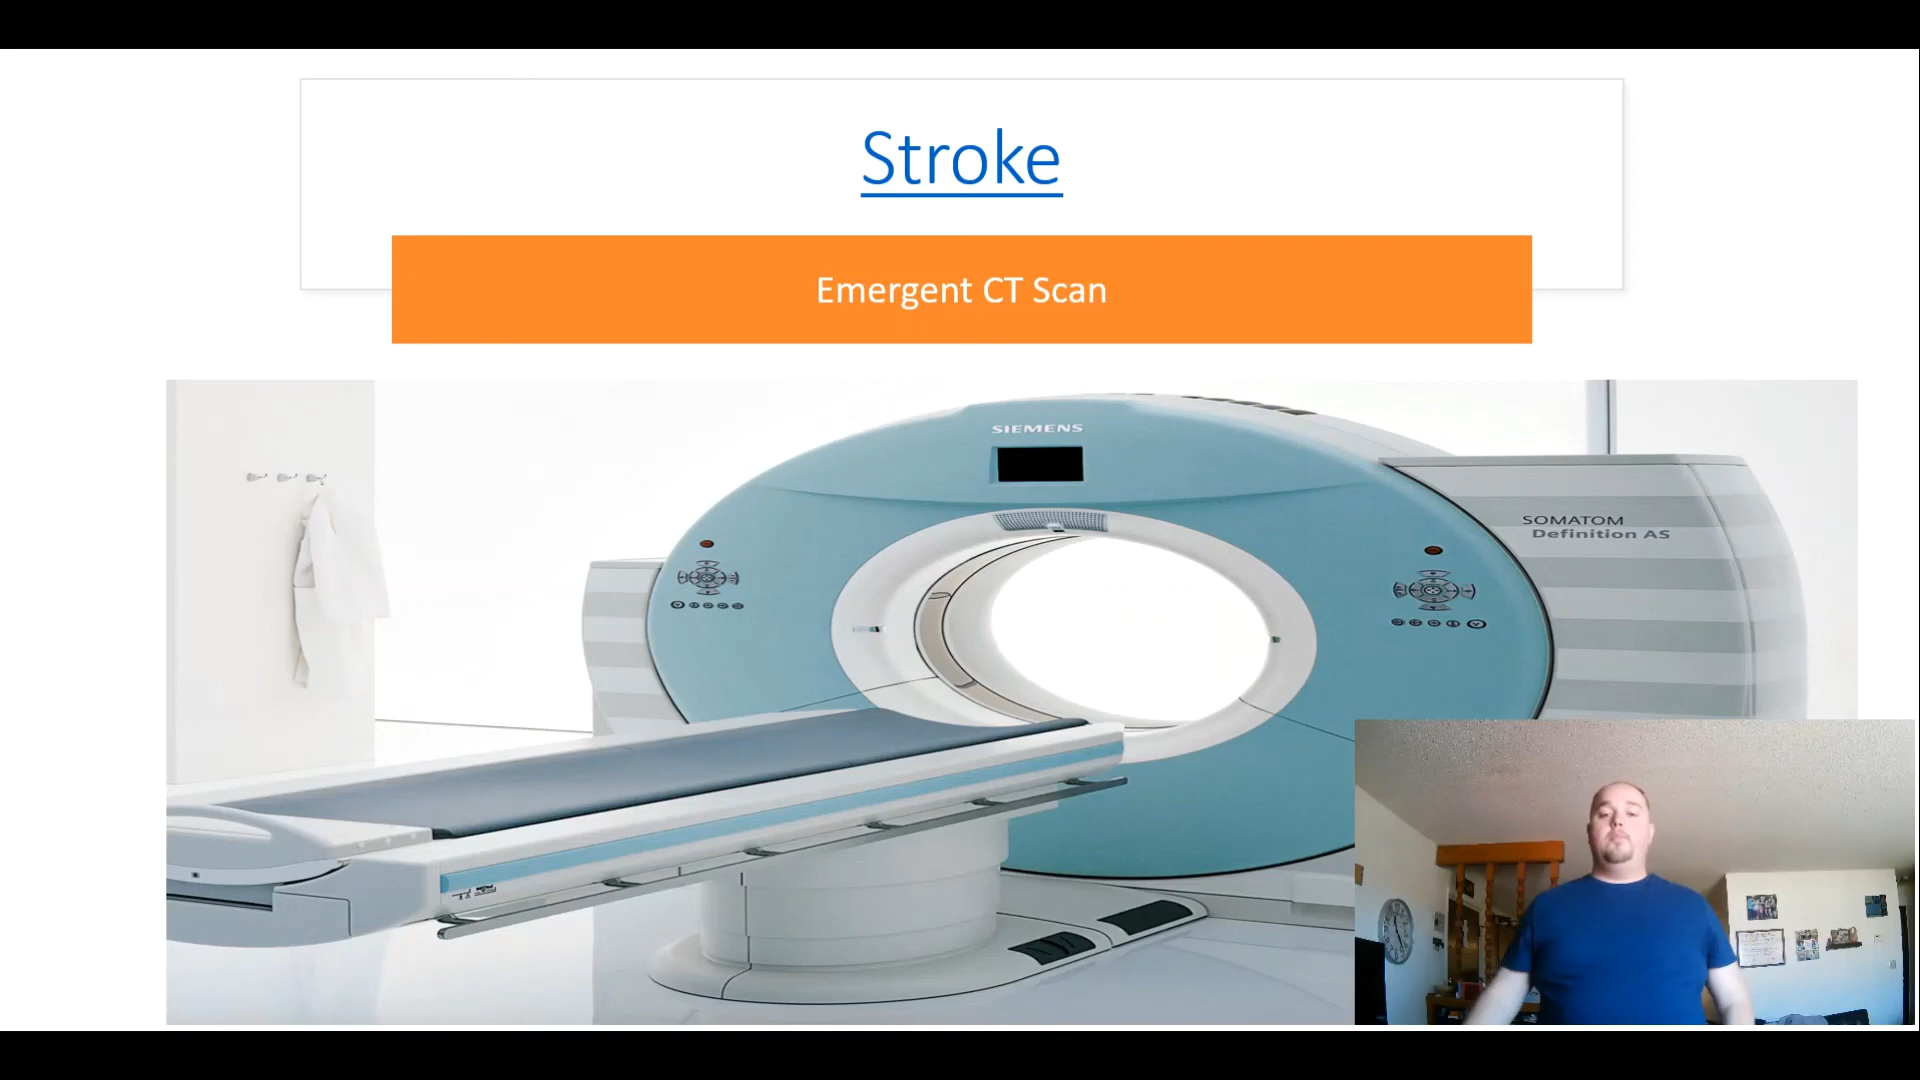 Stroke
Emergent CT Scan
SIEMENS
SOMATOM
Definition AS